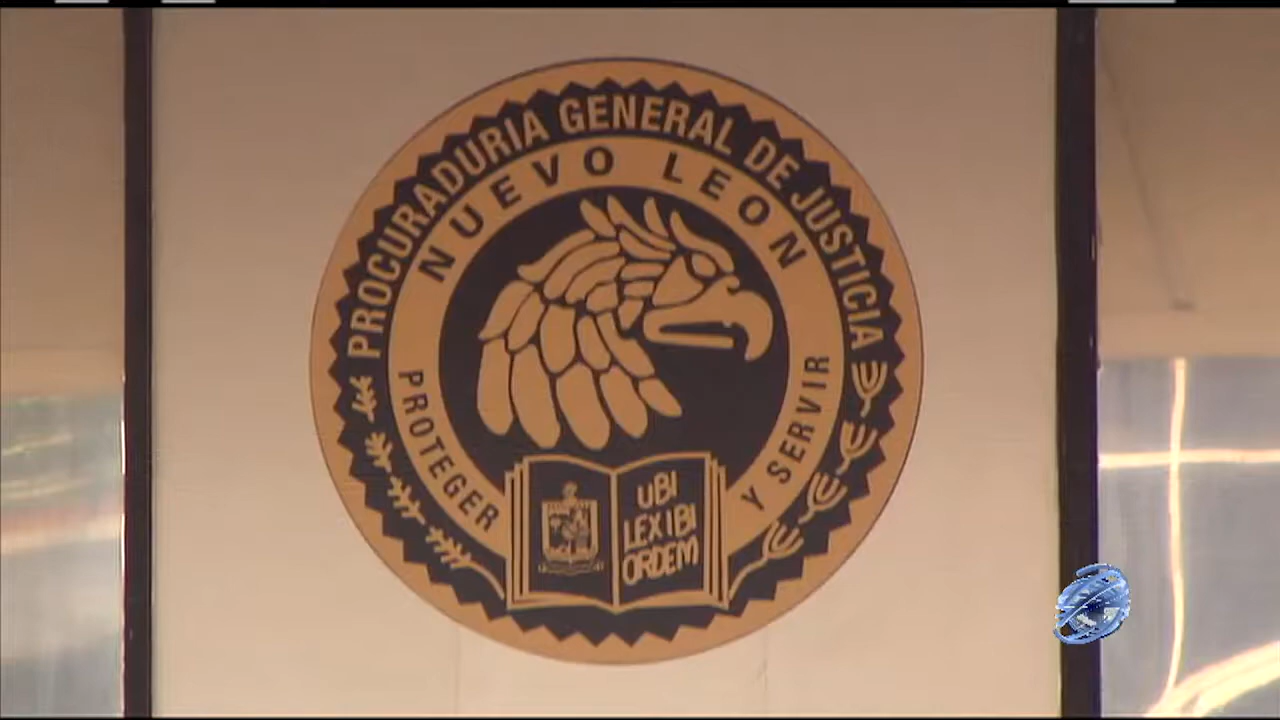 PROCURADURIA GENERAL DE JUSTICIA
NUEVO LEON
PROTEGER
Y SERVIR
UBI
LEX IBI
ORDEM